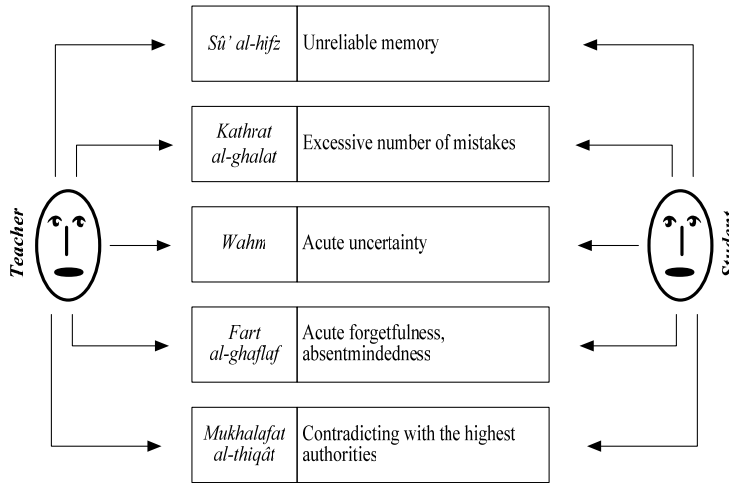 Sû' al-hifz
Unreliable memory
Kathrat
al-ghalat
Excessive number of mistakes
Teacher
Wahm
Acute uncertainty
Student
Fart
al-ghaflaf
Acute forgetfulness,
absentmindedness
Mukhalafat
al-thiqât
Contradicting with the highest
authorities